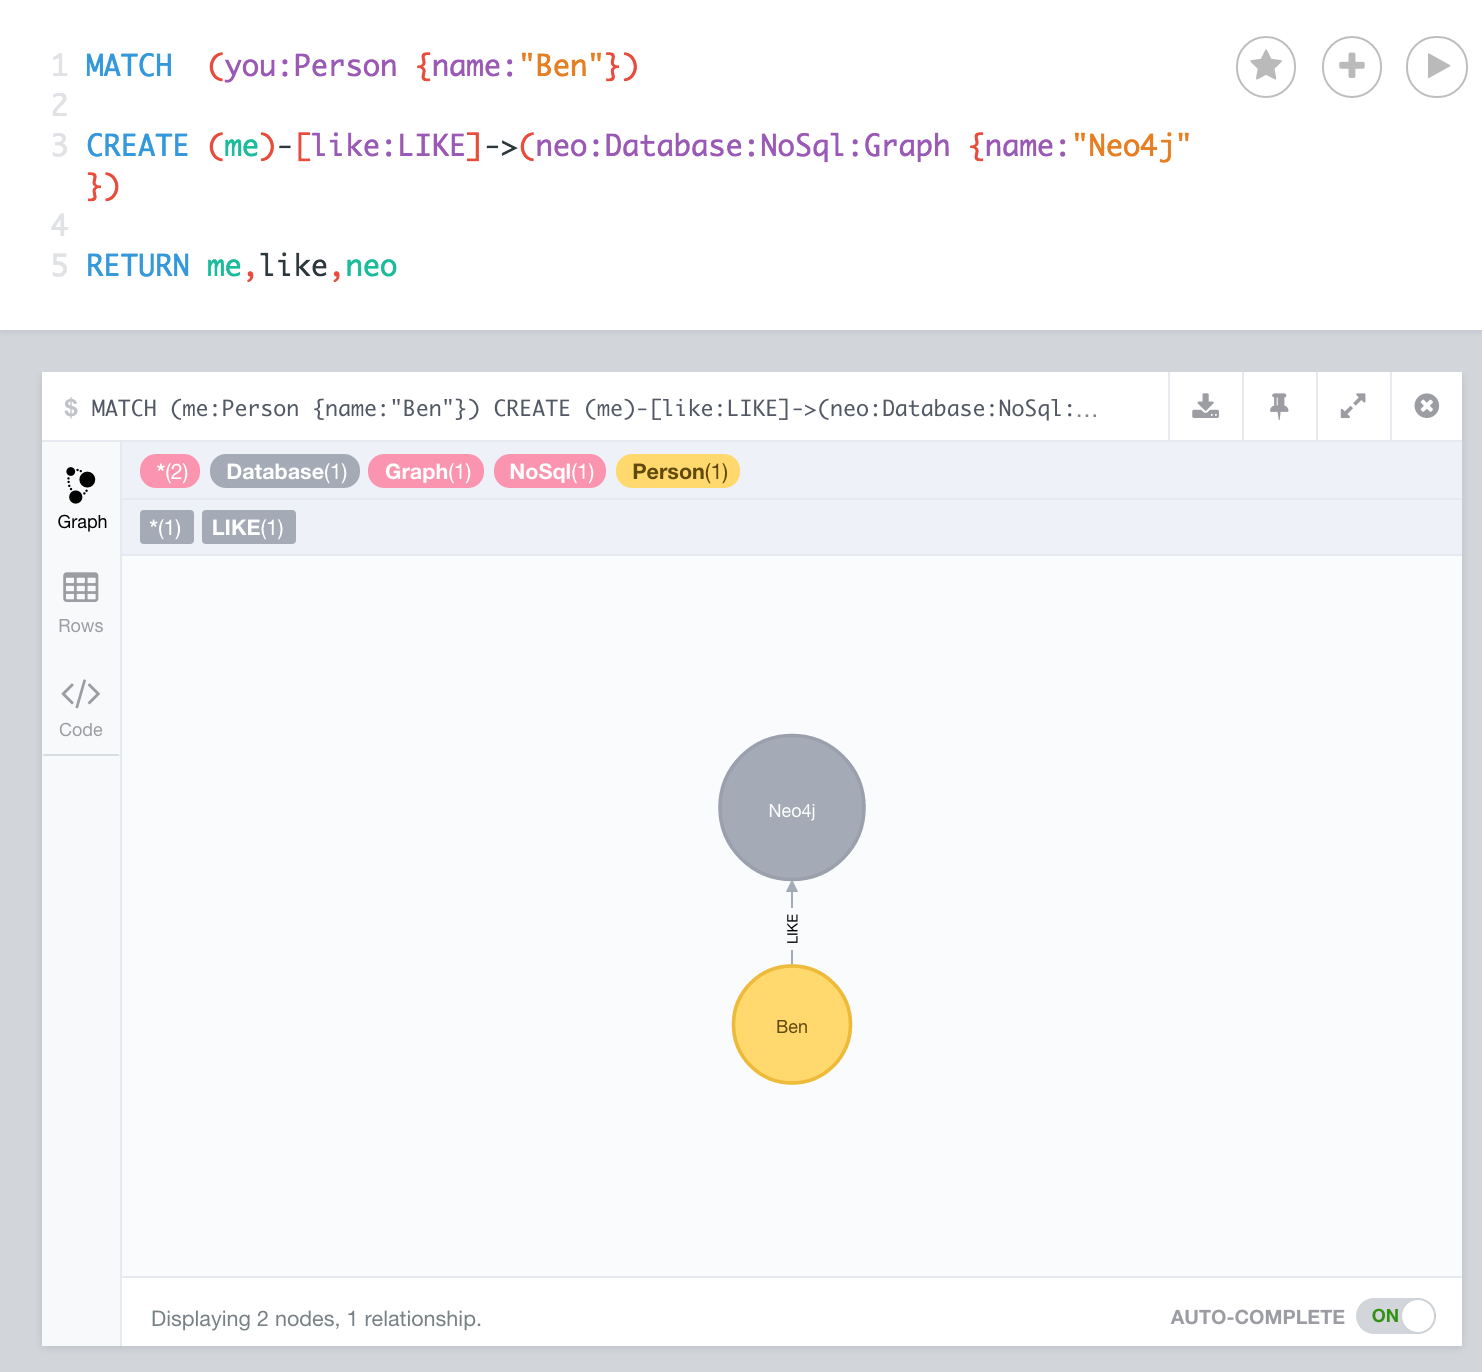 1 MATCH  (you:Person {name:"Ben"})
2
3 CREATE (me)-[like:LIKE]->(neo:Database:NoSql:Graph {name:"Neo4j"
})
4
5 RETURN me,like,neo
$ MATCH (me:Person {name:"Ben"}) CREATE (me)-[like:LIKE]->(neo:Database:NoSql:...
*(2) Database(1) Graph(1) NoSql(1) Person(1)
*(1) LIKE(1)
Graph
Rows
Code
Neo4j
LIKE
Ben
Displaying 2 nodes, 1 relationship.
AUTO-COMPLETE ON